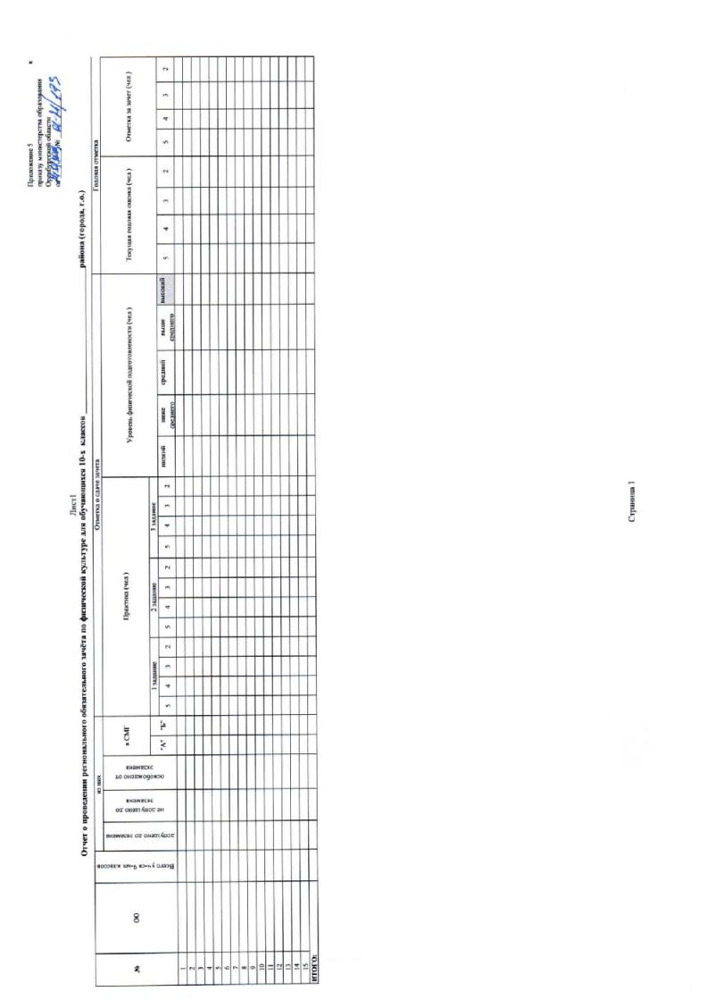 Приложение 5
к
приказу министерства образования
Оренбургской области
от № 01-21/1
Лист1
Отчет о проведении регионального обязательного зачёта по физической культуре для обучающихся 10-х классов района (города, г.о.)
№
ОО
Всего уч-ся 9-ых классов
из них
допущено до экзамена
не допущено до экзамена
освобождено от экзамена
в СМГ
"А" "Б"
Отметка о сдаче зачета
Практика (чел.)
1 задание 2 задание 3 задание
5 4 3 2 5 4 3 2 5 4 3 2
Уровень физической подготовленности (чел.)
низкий
ниже среднего
средний
выше среднего
высокий
Годовая отметка
Текущая годовая оценка (чел.)
5 4 3 2
Отметка за зачет (чел.)
5 4 3 2
1
2
3
4
5
6
7
8
9
10
11
12
13
14
15
ИТОГО:
Страница 1